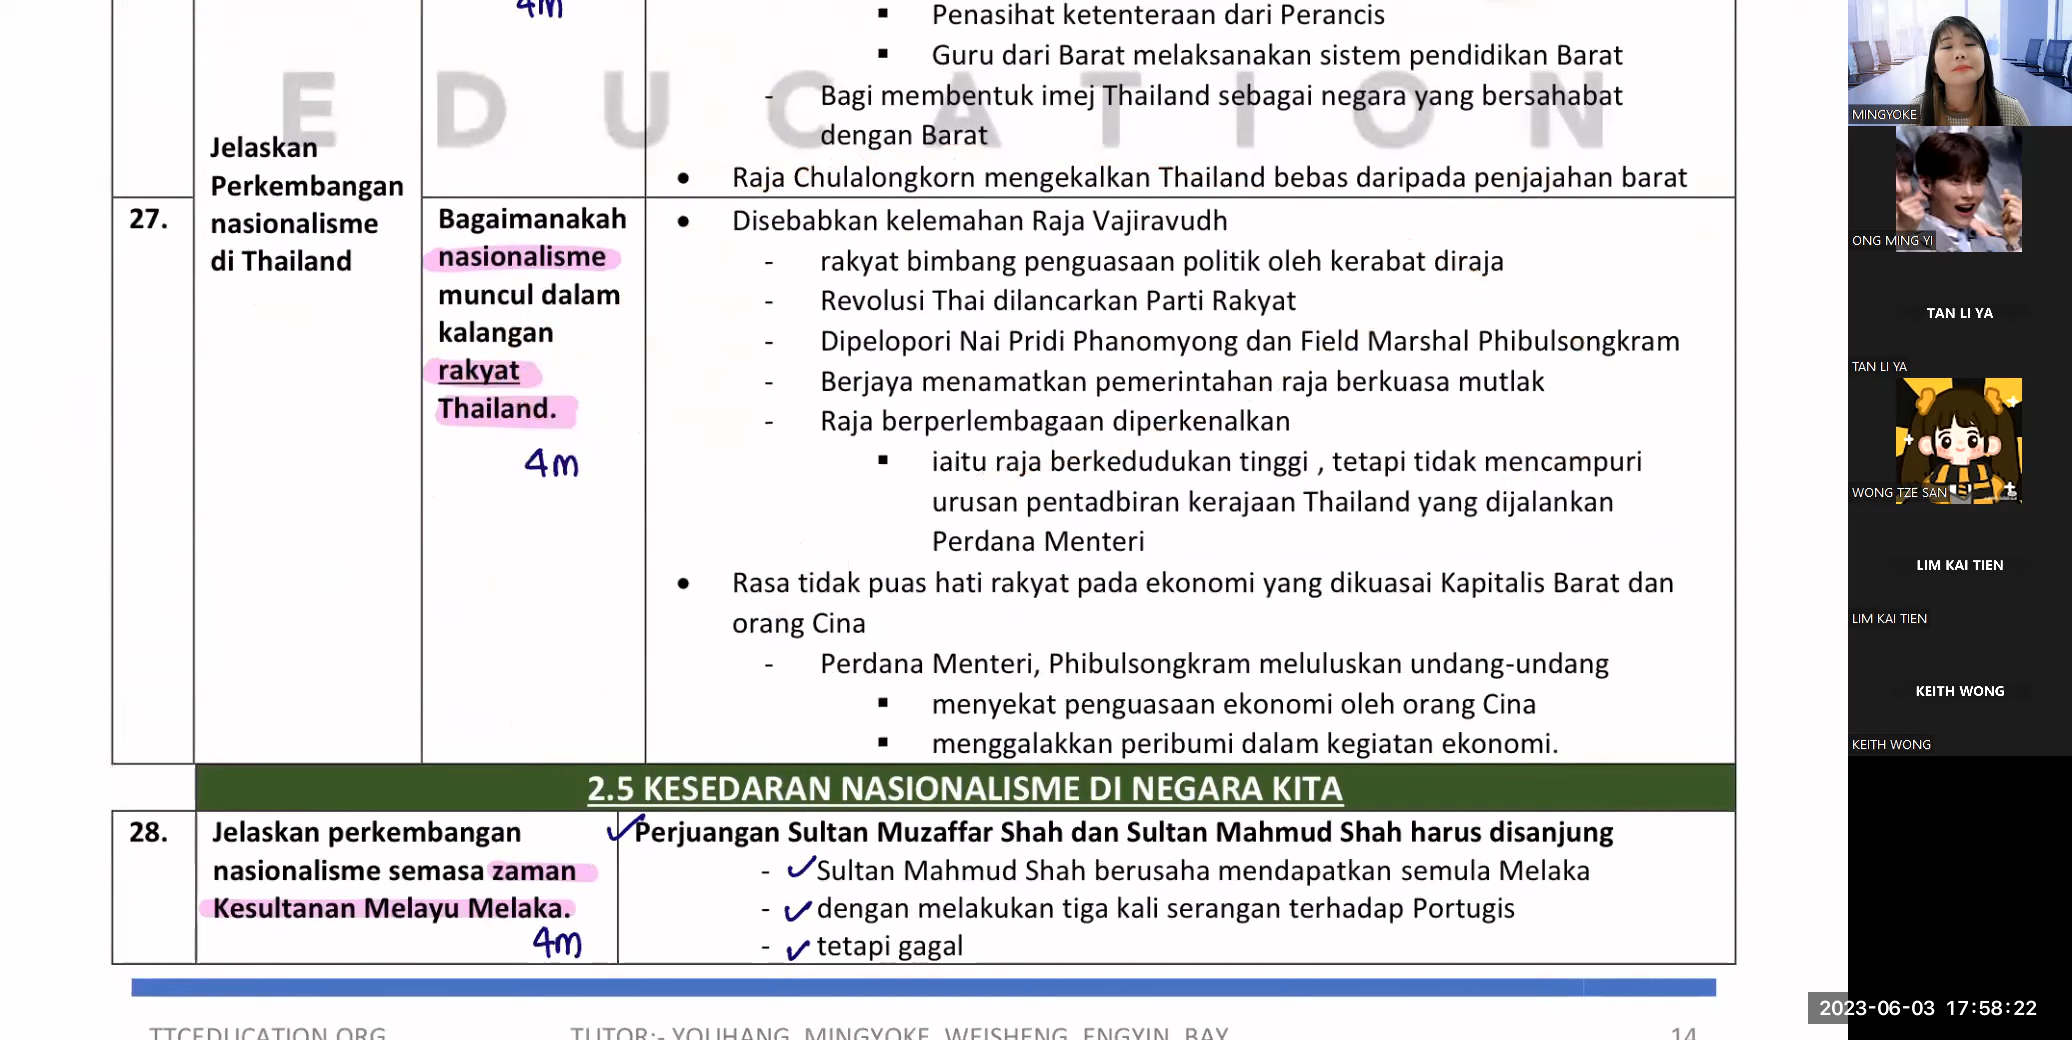 4m
▪ Penasihat ketenteraan dari Perancis
▪ Guru dari Barat melaksanakan sistem pendidikan Barat
EDUCATION
- Bagi membentuk imej Thailand sebagai negara yang bersahabat
dengan Barat
• Raja Chulalongkorn mengekalkan Thailand bebas daripada penjajahan barat
Jelaskan
Perkembangan
nasionalisme
di Thailand
27.
Bagaimanakah
nasionalisme
muncul dalam
kalangan
rakyat
Thailand.
4m
• Disebabkan kelemahan Raja Vajiravudh
- rakyat bimbang penguasaan politik oleh kerabat diraja
- Revolusi Thai dilancarkan Parti Rakyat
- Dipelopori Nai Pridi Phanomyong dan Field Marshal Phibulsongkram
- Berjaya menamatkan pemerintahan raja berkuasa mutlak
- Raja berperlembagaan diperkenalkan
▪ iaitu raja berkedudukan tinggi , tetapi tidak mencampuri
urusan pentadbiran kerajaan Thailand yang dijalankan
Perdana Menteri
• Rasa tidak puas hati rakyat pada ekonomi yang dikuasai Kapitalis Barat dan
orang Cina
- Perdana Menteri, Phibulsongkram meluluskan undang-undang
▪ menyekat penguasaan ekonomi oleh orang Cina
▪ menggalakkan peribumi dalam kegiatan ekonomi.
2.5 KESEDARAN NASIONALISME DI NEGARA KITA
28.
Jelaskan perkembangan
nasionalisme semasa zaman
Kesultanan Melayu Melaka.
4m
✓Perjuangan Sultan Muzaffar Shah dan Sultan Mahmud Shah harus disanjung
- ✓Sultan Mahmud Shah berusaha mendapatkan semula Melaka
- ✓dengan melakukan tiga kali serangan terhadap Portugis
- ✓tetapi gagal
TTCEDUCATION.ORG
TUTOR:- YOUHANG, MINGYOKE, WEISHENG, ENGYIN, BAY
14
MINGYOKE
ONG MING YI
TAN LI YA
TAN LI YA
WONG TZE SAN
LIM KAI TIEN
LIM KAI TIEN
KEITH WONG
KEITH WONG
2023-06-03 17:58:22